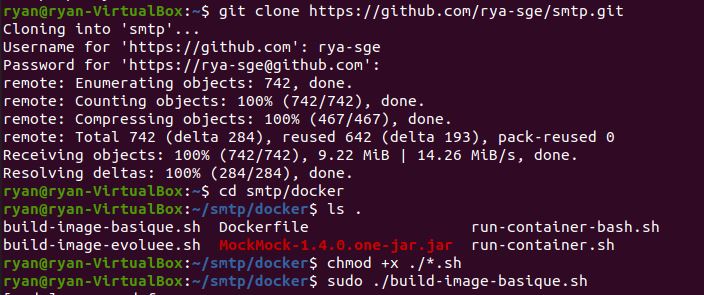 ryan@ryan-VirtualBox:~$ git clone https://github.com/rya-sge/smtp.git
Cloning into 'smtp'...
Username for 'https://github.com': rya-sge
Password for 'https://rya-sge@github.com':
remote: Enumerating objects: 742, done.
remote: Counting objects: 100% (742/742), done.
remote: Compressing objects: 100% (467/467), done.
remote: Total 742 (delta 284), reused 642 (delta 193), pack-reused 0
Receiving objects: 100% (742/742), 9.22 MiB | 14.26 MiB/s, done.
Resolving deltas: 100% (284/284), done.
ryan@ryan-VirtualBox:~$ cd smtp/docker
ryan@ryan-VirtualBox:~/smtp/docker$ ls .
build-image-basique.sh Dockerfile run-container-bash.sh
build-image-evoluee.sh MockMock-1.4.0.one-jar.jar run-container.sh
ryan@ryan-VirtualBox:~/smtp/docker$ chmod +x ./*.sh
ryan@ryan-VirtualBox:~/smtp/docker$ sudo ./build-image-basique.sh